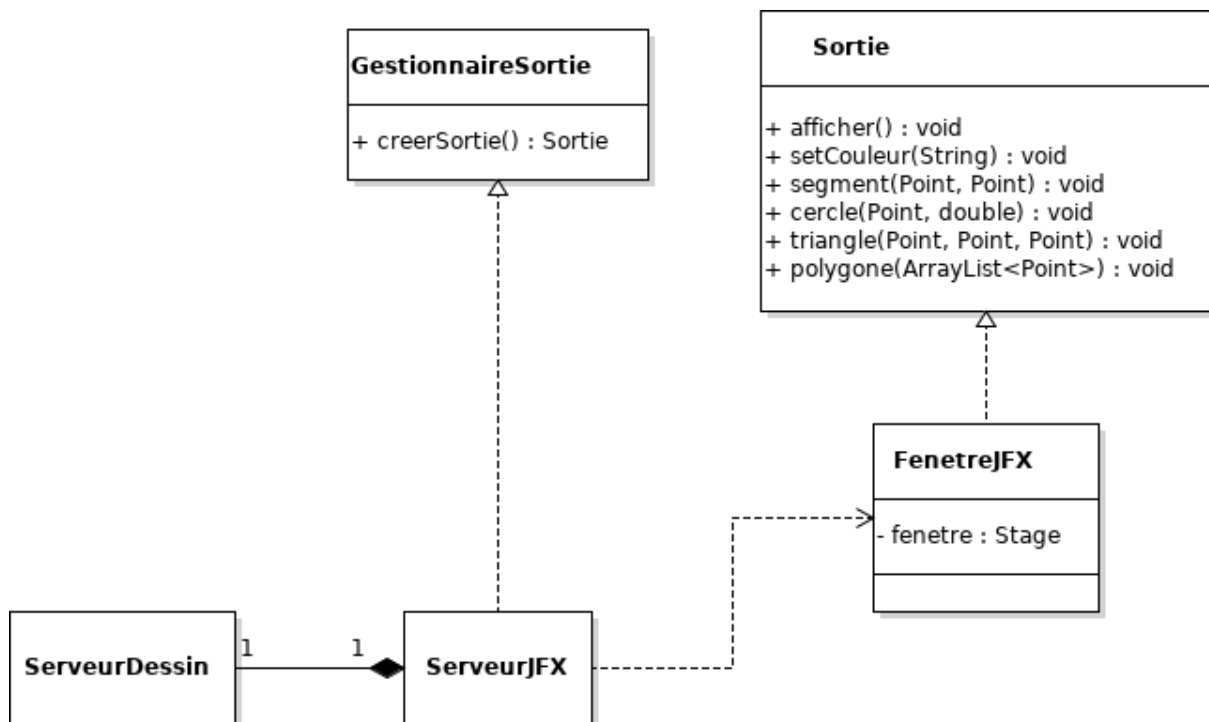 GestionnaireSortie
+ creerSortie() : Sortie
Sortie
+ afficher() : void
+ setCouleur(String) : void
+ segment(Point, Point) : void
+ cercle(Point, double) : void
+ triangle(Point, Point, Point) : void
+ polygone(ArrayList<Point>) : void
FenetreJFX
- fenetre : Stage
ServeurDessin
1
1
ServeurJFX